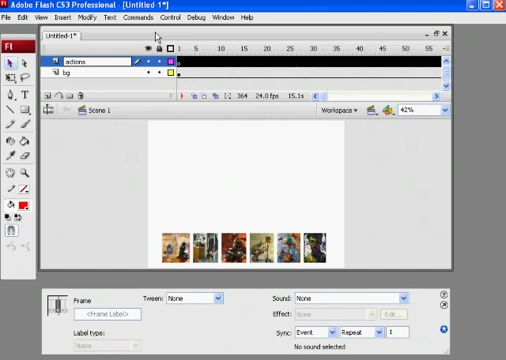 Adobe Flash CS3 Professional - [Untitled-1*]
File Edit View Insert Modify Text Commands Control Debug Window Help
Untitled-1*
1 5 10 15 20 25 30 35 40 45 50 55
actions
bg
364 24.0 fps 15.1s
Scene 1 Workspace 42%
Fl
Frame Tween: None Sound: None
<Frame Label> Effect: None Edit...
Label type: Sync: Event Repeat 1
Name No sound selected